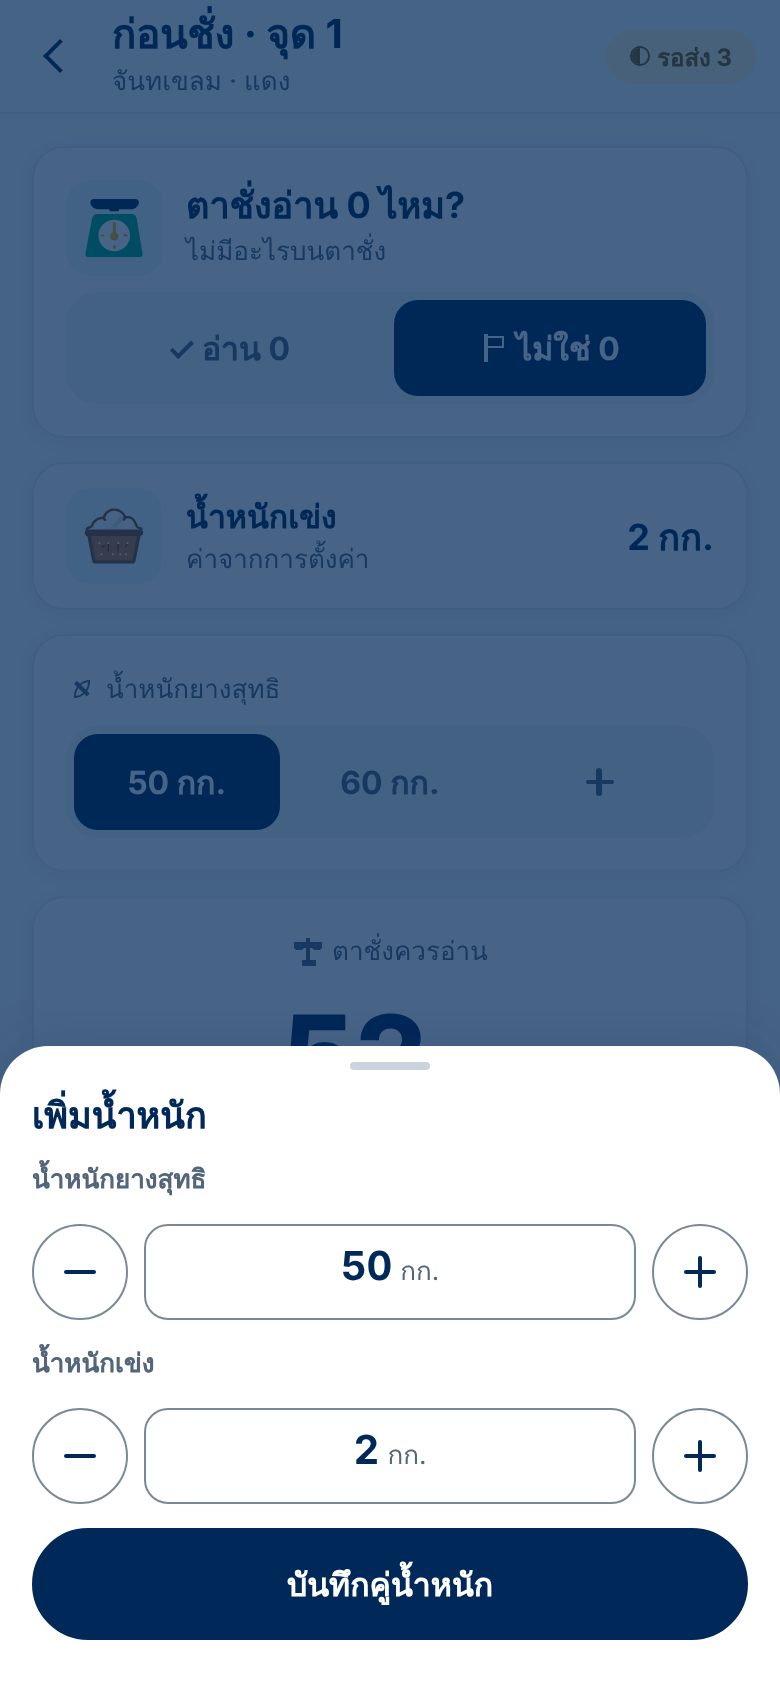 ก่อนชั่ง · จุด 1
จันทเขลม · แดง
รอส่ง 3
ตาชั่งอ่าน 0 ไหม?
ไม่มีอะไรบนตาชั่ง
อ่าน 0
ไม่ใช่ 0
น้ำหนักเข่ง
ค่าจากการตั้งค่า
2 กก.
น้ำหนักยางสุทธิ
50 กก.
60 กก.
+
ตาชั่งควรอ่าน
52
เพิ่มน้ำหนัก
น้ำหนักยางสุทธิ
50 กก.
น้ำหนักเข่ง
2 กก.
บันทึกคู่น้ำหนัก